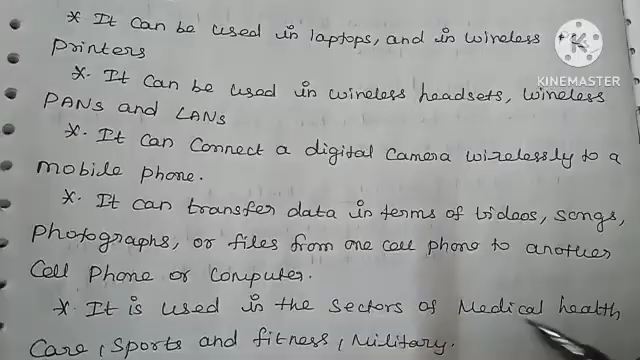 * It can be used in laptops, and in wireless
printers
*. It can be used in wireless headsets, wireless
PANs and LANs
*. It can connect a digital camera wirelessly to a
mobile phone.
*. It can transfer data in terms of videos, songs,
photographs, or files from one cell phone to another
cell phone or computer.
*. It is used in the sectors of Medical health
care, sports and fitness, Military.
KINEMASTER